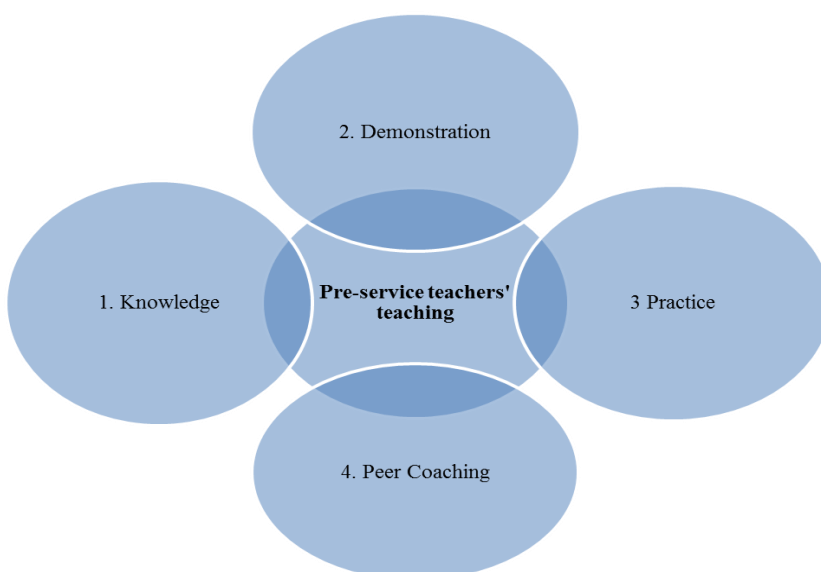 2. Demonstration
1. Knowledge
Pre-service teachers'
teaching
3 Practice
4. Peer Coaching